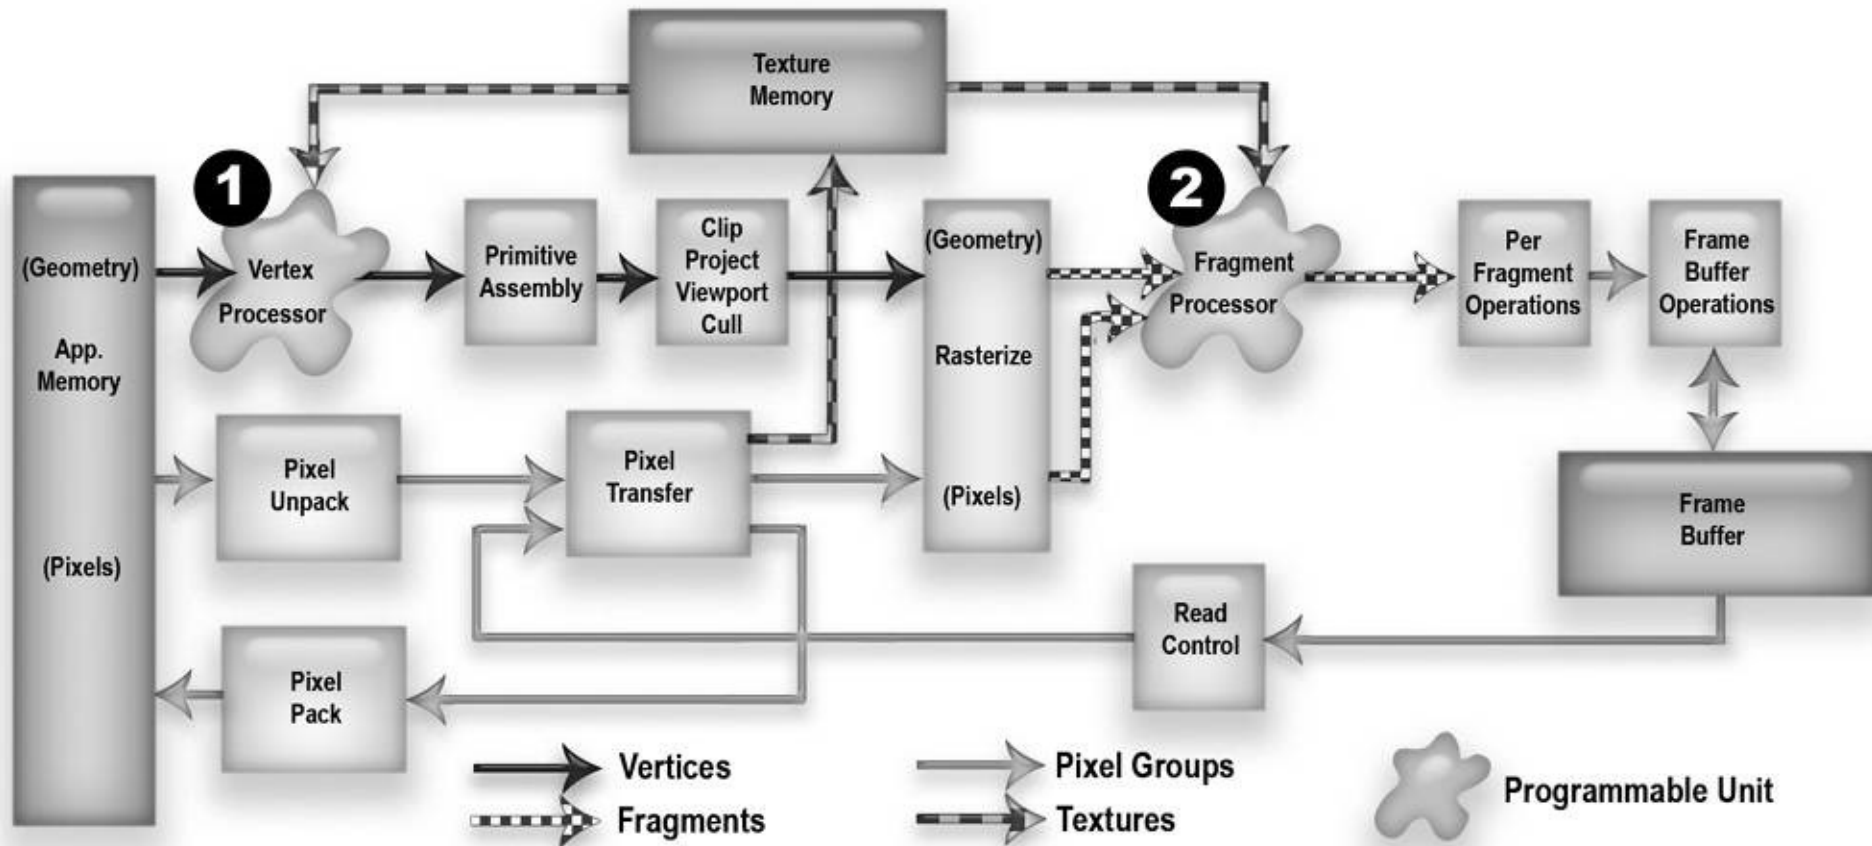 Texture
Memory
1
2
(Geometry)
App.
Memory
(Pixels)
Vertex
Processor
Primitive
Assembly
Clip
Project
Viewport
Cull
(Geometry)
Rasterize
(Pixels)
Fragment
Processor
Per
Fragment
Operations
Frame
Buffer
Operations
Pixel
Unpack
Pixel
Transfer
Frame
Buffer
Read
Control
Pixel
Pack
Vertices
Fragments
Pixel Groups
Textures
Programmable Unit